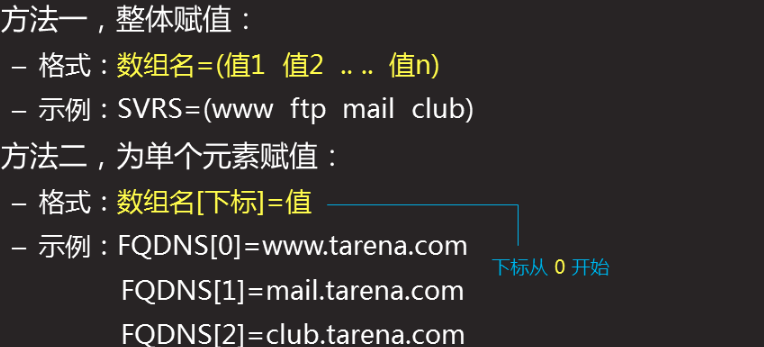 方法一，整体赋值：
– 格式：数组名=(值1 值2 .. .. 值n)
– 示例：SVRS=(www ftp mail club)
方法二，为单个元素赋值：
– 格式：数组名[下标]=值
– 示例：FQDNS[0]=www.tarena.com
下标从 0 开始
FQDNS[1]=mail.tarena.com
FQDNS[2]=club.tarena.com